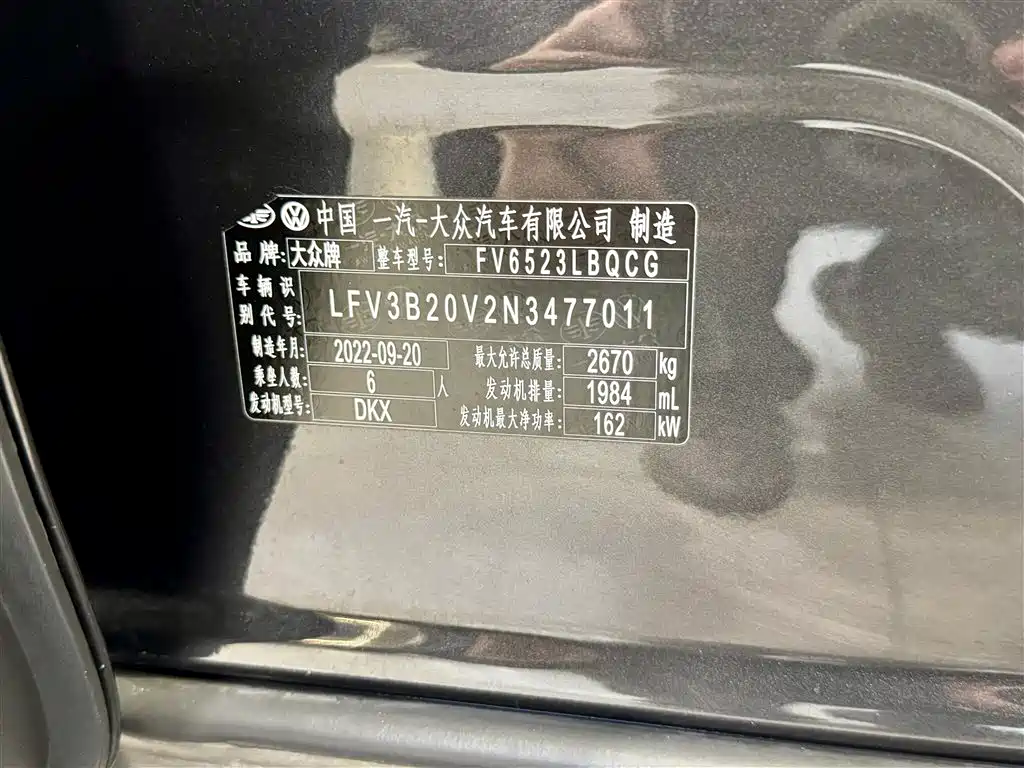 中国 一汽-大众汽车有限公司 制造
品牌: 大众牌 整车型号: FV6523LBQCG
车辆识别代号: LFV3B20V2N3477011
制造年月: 2022-09-20 最大允许总质量: 2670 kg
乘坐人数: 6 人 发动机排量: 1984 mL
发动机型号: DKX 发动机最大净功率: 162 kW